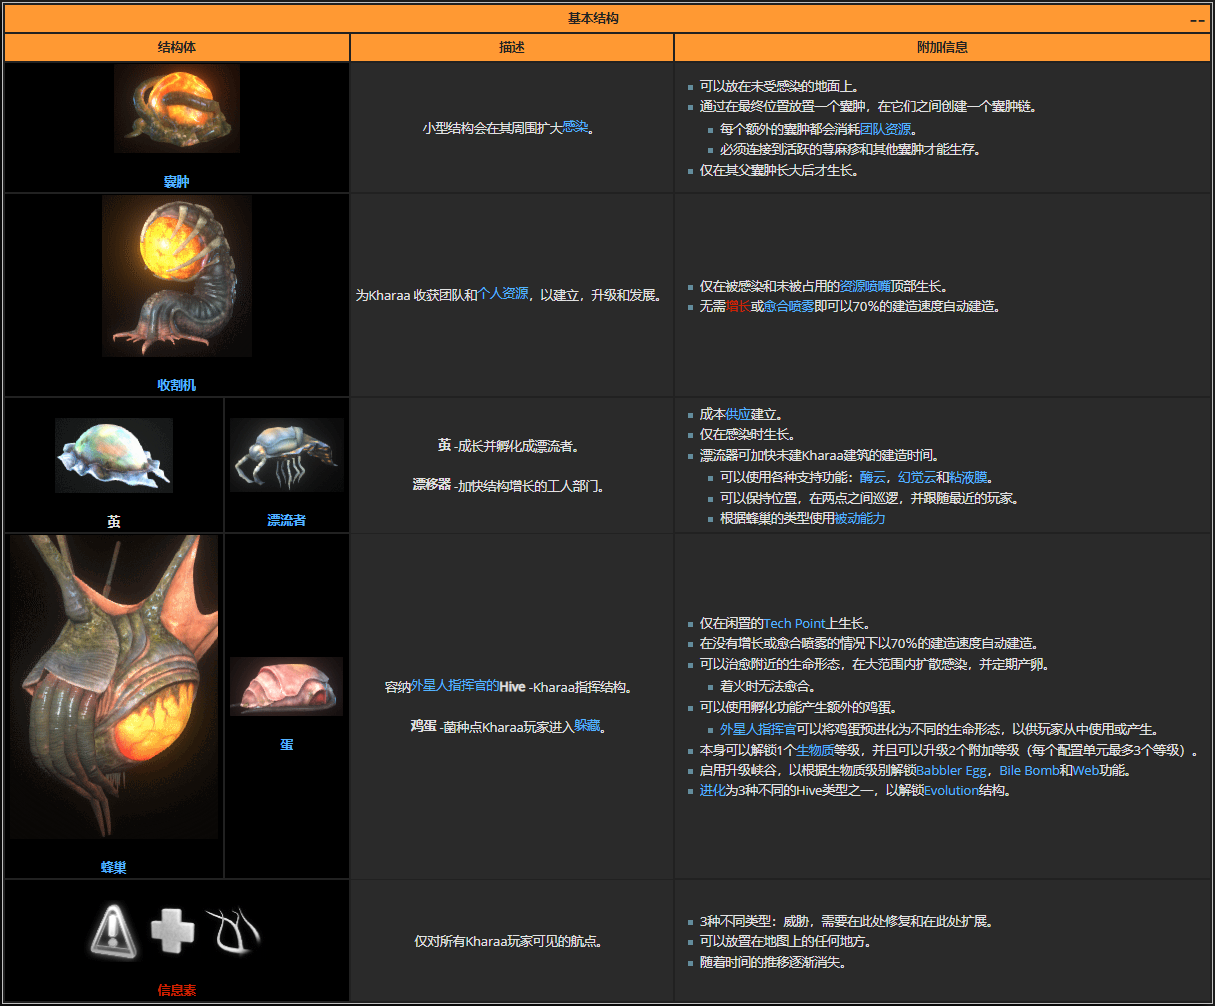 基本结构
--
结构体
描述
附加信息
囊肿
小型结构会在其周围扩大感染。
可以放在未受感染的地面上。
通过在最终位置放置一个囊肿，在它们之间创建一个囊肿链。
每个额外的囊肿都会消耗团队资源。
必须连接到活跃的荨麻疹和其他囊肿才能生存。
仅在其父囊肿长大后才生长。
收割机
为Kharaa 收获团队和个人资源，以建立，升级和发展。
仅在被感染和未被占用的资源喷嘴顶部生长。
无需增长或愈合喷雾即可以70％的建造速度自动建造。
茧
漂流者
茧 -成长并孵化成漂流者。
漂移器 -加快结构增长的工人部门。
成本供应建立。
仅在感染时生长。
漂流器可加快未建Kharaa建筑的建造时间。
可以使用各种支持功能：酶云，幻觉云和粘液膜。
可以保持位置，在两点之间巡逻，并跟随最近的玩家。
根据蜂巢的类型使用被动能力
蜂巢
蛋
容纳外星人指挥官的Hive -Kharaa指挥结构。
鸡蛋 -菌种点Kharaa玩家进入躲藏。
仅在闲置的Tech Point上生长。
在没有增长或愈合喷雾的情况下以70％的建造速度自动建造。
可以治愈附近的生命形态，在大范围内扩散感染，并定期产卵。
着火时无法愈合。
可以使用孵化功能产生额外的鸡蛋。
外星人指挥官可以将鸡蛋预进化为不同的生命形态，以供玩家从中使用或产生。
本身可以解锁1个生物质等级，并且可以升级2个附加等级（每个配置单元最多3个等级）。
启用升级峡谷，以根据生物质级别解锁Babbler Egg，Bile Bomb和Web功能。
进化为3种不同的Hive类型之一，以解锁Evolution结构。
信息素
仅对所有Kharaa玩家可见的航点。
3种不同类型：威胁，需要在此处修复和在此处扩展。
可以放置在地图上的任何地方。
随着时间的推移逐渐消失。